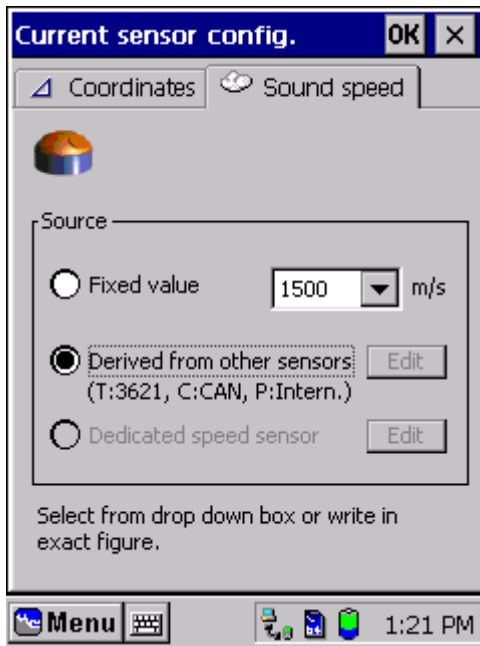 Current sensor config. OK ×
Coordinates Sound speed
Source
Fixed value 1500 m/s
Derived from other sensors Edit
(T:3621, C:CAN, P:Intern.)
Dedicated speed sensor Edit
Select from drop down box or write in
exact figure.
Menu 1:21 PM